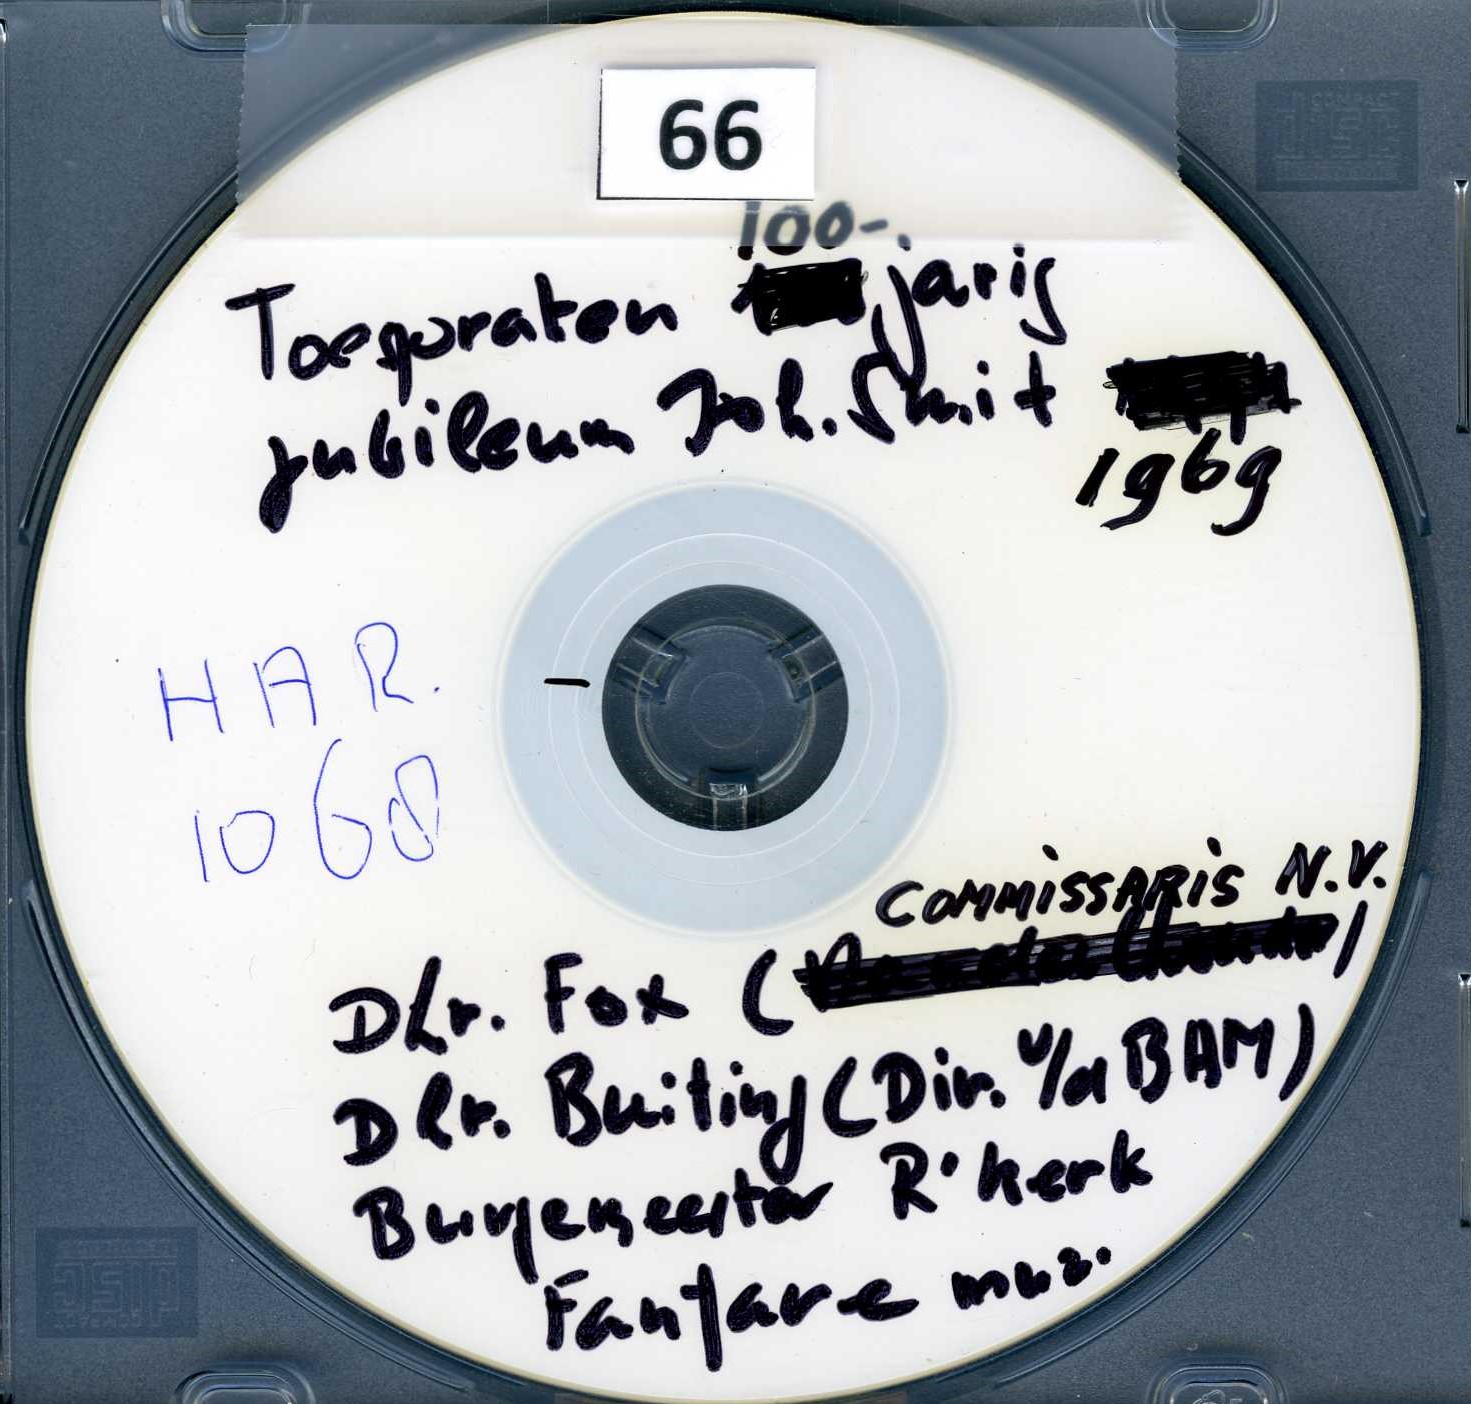 66
100-.
Toespraken jarig
jubileum Joh. Smit
1969
HAR.
1068
COMMISSARIS N.V.
Dhr. Fox ( )
Dhr. Buiting (Dir. v/d BAM)
Burgemeester R'kerk
Fanfare muz.